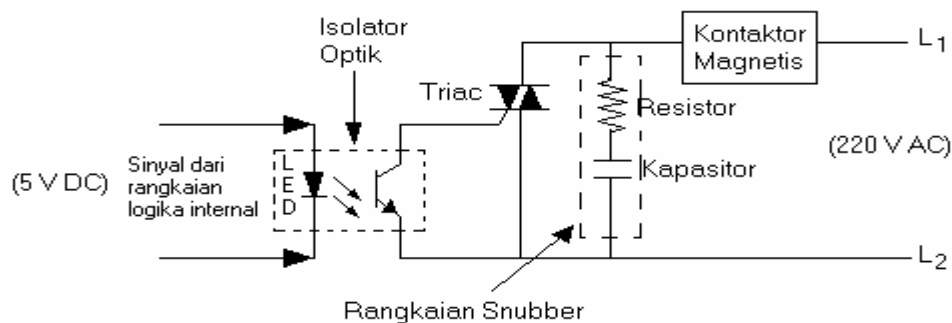 Isolator
Optik
Kontaktor
Magnetis
L1
Triac
Resistor
(220 V AC)
Kapasitor
(5 V DC)
Sinyal dari
rangkaian
logika internal
L
E
D
L2
Rangkaian Snubber